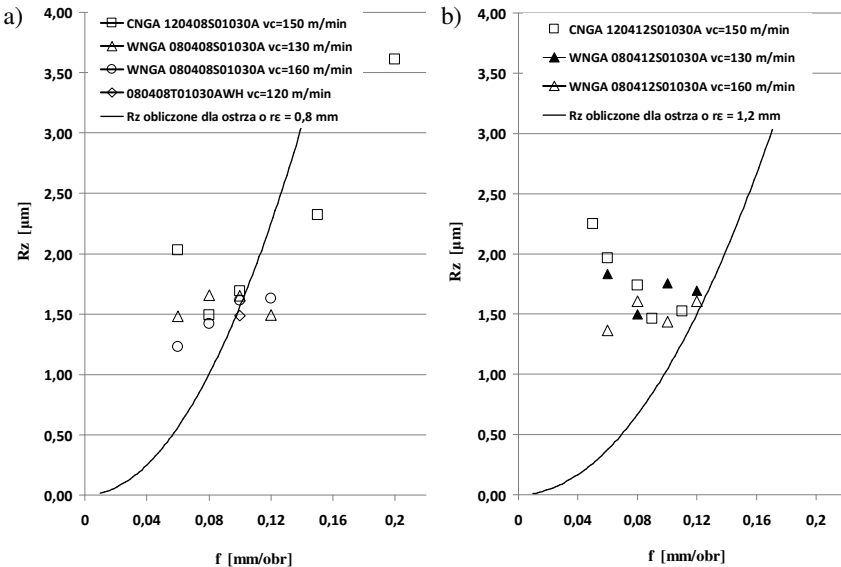 a)
CNGA 120408S01030A vc=150 m/min
WNGA 080408S01030A vc=130 m/min
WNGA 080408S01030A vc=160 m/min
080408T01030AWH vc=120 m/min
Rz obliczone dla ostrza o rε = 0,8 mm
4,00
3,50
3,00
2,50
2,00
1,50
1,00
0,50
0,00
Rz [μm]
0 0,04 0,08 0,12 0,16 0,2
f [mm/obr]
b)
CNGA 120412S01030A vc=150 m/min
WNGA 080412S01030A vc=130 m/min
WNGA 080412S01030A vc=160 m/min
Rz obliczone dla ostrza o rε = 1,2 mm
4,00
3,50
3,00
2,50
2,00
1,50
1,00
0,50
0,00
Rz [μm]
0 0,04 0,08 0,12 0,16 0,2
f [mm/obr]